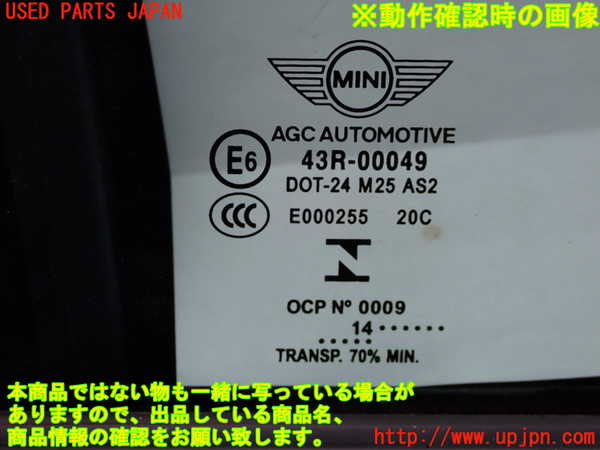 USED PARTS JAPAN
※動作確認時の画像
MINI
AGC AUTOMOTIVE
E6
43R-00049
DOT-24 M25 AS2
CCC
E000255 20C
N
OCP Nº 0009
14••••••
•••••
TRANSP. 70% MIN.
本商品ではない物も一緒に写っている場合が
ありますので、出品している商品名、
商品情報の確認をお願い致します。
http://www.upjpn.com